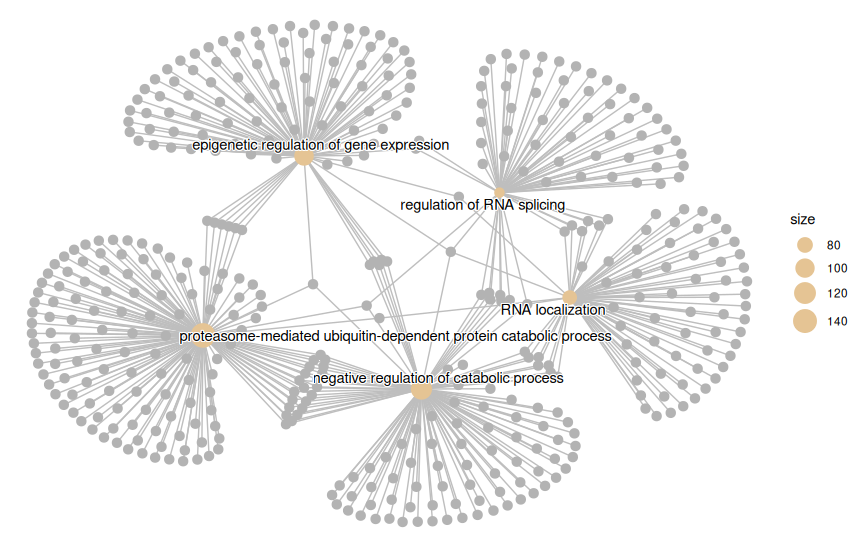 epigenetic regulation of gene expression
regulation of RNA splicing
RNA localization
proteasome-mediated ubiquitin-dependent protein catabolic process
negative regulation of catabolic process
size
80
100
120
140